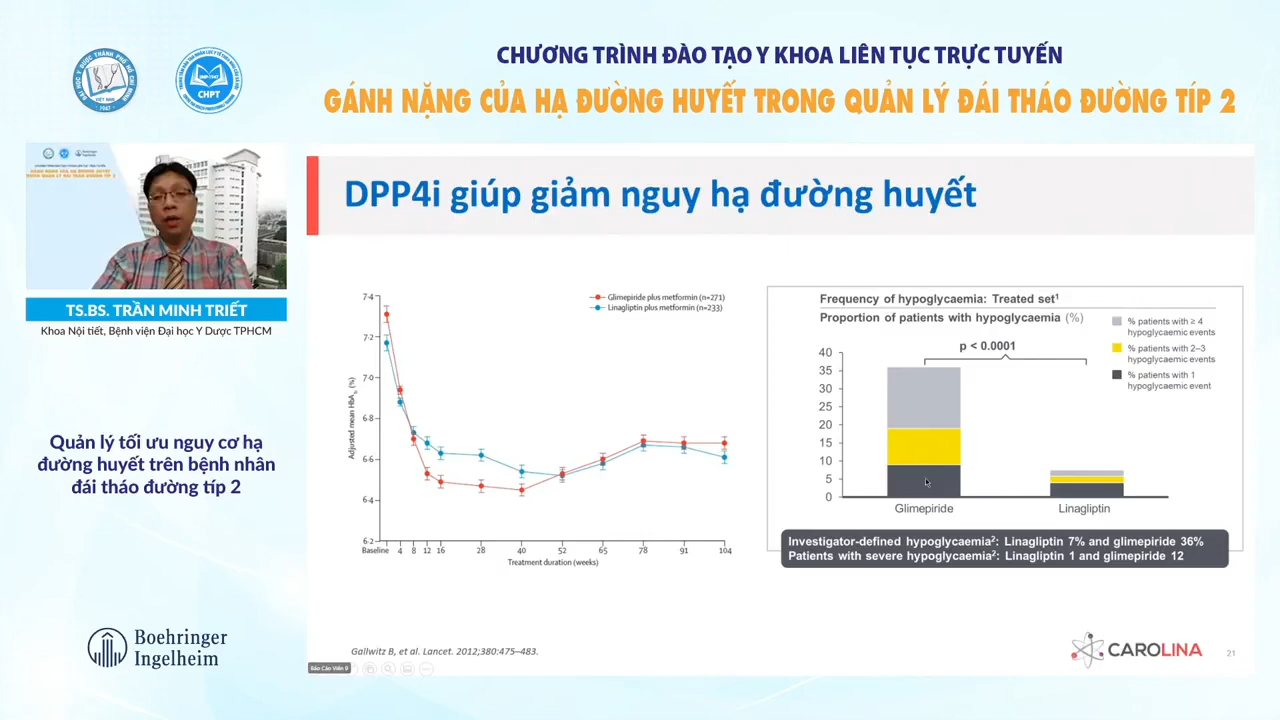 CHƯƠNG TRÌNH ĐÀO TẠO Y KHOA LIÊN TỤC TRỰC TUYẾN
GÁNH NẶNG CỦA HẠ ĐƯỜNG HUYẾT TRONG QUẢN LÝ ĐÁI THÁO ĐƯỜNG TÍP 2
CHPT
TS.BS. TRẦN MINH TRIẾT
Khoa Nội tiết, Bệnh viện Đại học Y Dược TPHCM
Quản lý tối ưu nguy cơ hạ
đường huyết trên bệnh nhân
đái tháo đường típ 2
Boehringer
Ingelheim
DPP4i giúp giảm nguy hạ đường huyết
Glimepiride plus metformin (n=271)
Linagliptin plus metformin (n=233)
Adjusted mean HbA1c (%)
7·4
7·2
7·0
6·8
6·6
6·4
6·2
Baseline 4 8 12 16 28 40 52 65 78 91 104
Treatment duration (weeks)
Frequency of hypoglycaemia: Treated set¹
Proportion of patients with hypoglycaemia (%)
% patients with ≥ 4
hypoglycaemic events
% patients with 2–3
hypoglycaemic events
% patients with 1
hypoglycaemic event
p < 0.0001
40
35
30
25
20
15
10
5
0
Glimepiride Linagliptin
Investigator-defined hypoglycaemia²: Linagliptin 7% and glimepiride 36%
Patients with severe hypoglycaemia²: Linagliptin 1 and glimepiride 12
Gallwitz B, et al. Lancet. 2012;380:475–483.
Báo Cáo Viên 8
CAROLINA
21